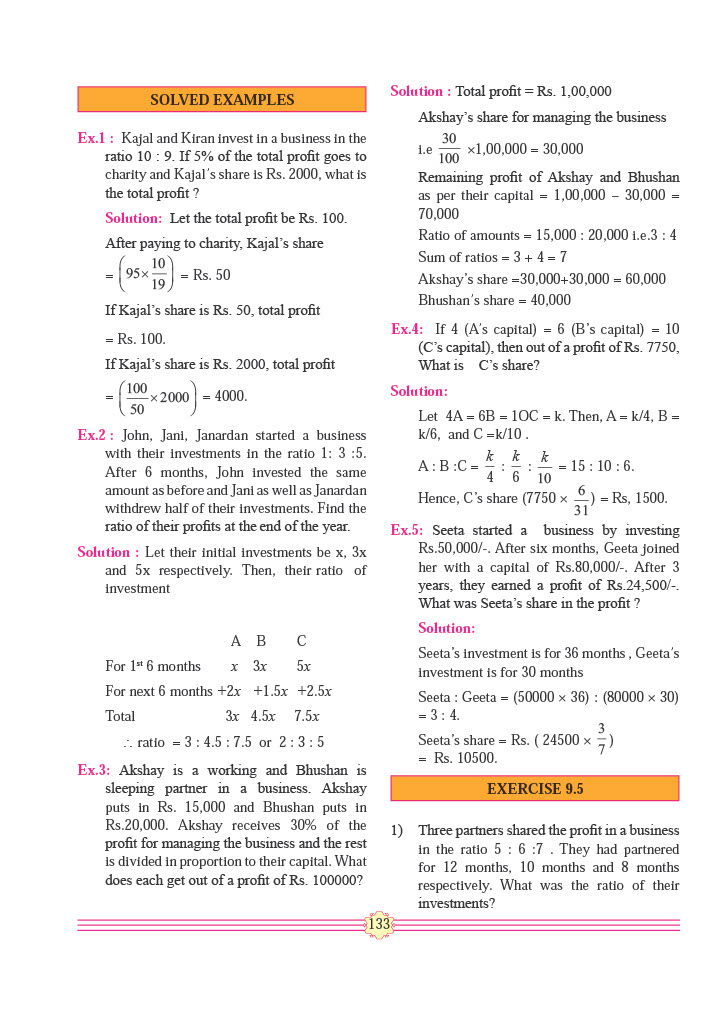 SOLVED EXAMPLES
Ex.1 : Kajal and Kiran invest in a business in the
ratio 10 : 9. If 5% of the total profit goes to
charity and Kajal's share is Rs. 2000, what is
the total profit ?
Solution: Let the total profit be Rs. 100.
After paying to charity, Kajal's share
= (95× 10/19) = Rs. 50
If Kajal's share is Rs. 50, total profit
= Rs. 100.
If Kajal's share is Rs. 2000, total profit
= (100/50 × 2000) = 4000.
Ex.2 : John, Jani, Janardan started a business
with their investments in the ratio 1: 3 :5.
After 6 months, John invested the same
amount as before and Jani as well as Janardan
withdrew half of their investments. Find the
ratio of their profits at the end of the year.
Solution : Let their initial investments be x, 3x
and 5x respectively. Then, their ratio of
investment
A B C
For 1st 6 months x 3x 5x
For next 6 months +2x +1.5x +2.5x
Total 3x 4.5x 7.5x
∴ ratio = 3 : 4.5 : 7.5 or 2 : 3 : 5
Ex.3: Akshay is a working and Bhushan is
sleeping partner in a business. Akshay
puts in Rs. 15,000 and Bhushan puts in
Rs.20,000. Akshay receives 30% of the
profit for managing the business and the rest
is divided in proportion to their capital. What
does each get out of a profit of Rs. 100000?
Solution : Total profit = Rs. 1,00,000
Akshay's share for managing the business
i.e 30/100 ×1,00,000 = 30,000
Remaining profit of Akshay and Bhushan
as per their capital = 1,00,000 – 30,000 =
70,000
Ratio of amounts = 15,000 : 20,000 i.e.3 : 4
Sum of ratios = 3 + 4 = 7
Akshay's share =30,000+30,000 = 60,000
Bhushan's share = 40,000
Ex.4: If 4 (A's capital) = 6 (B's capital) = 10
(C's capital), then out of a profit of Rs. 7750,
What is C's share?
Solution:
Let 4A = 6B = 1OC = k. Then, A = k/4, B =
k/6, and C =k/10 .
A : B :C = k/4 : k/6 : k/10 = 15 : 10 : 6.
Hence, C's share (7750 × 6/31) = Rs, 1500.
Ex.5: Seeta started a business by investing
Rs.50,000/-. After six months, Geeta joined
her with a capital of Rs.80,000/-. After 3
years, they earned a profit of Rs.24,500/-.
What was Seeta's share in the profit ?
Solution:
Seeta's investment is for 36 months , Geeta's
investment is for 30 months
Seeta : Geeta = (50000 × 36) : (80000 × 30)
= 3 : 4.
Seeta's share = Rs. ( 24500 × 3/7 )
= Rs. 10500.
EXERCISE 9.5
1) Three partners shared the profit in a business
in the ratio 5 : 6 :7 . They had partnered
for 12 months, 10 months and 8 months
respectively. What was the ratio of their
investments?
133